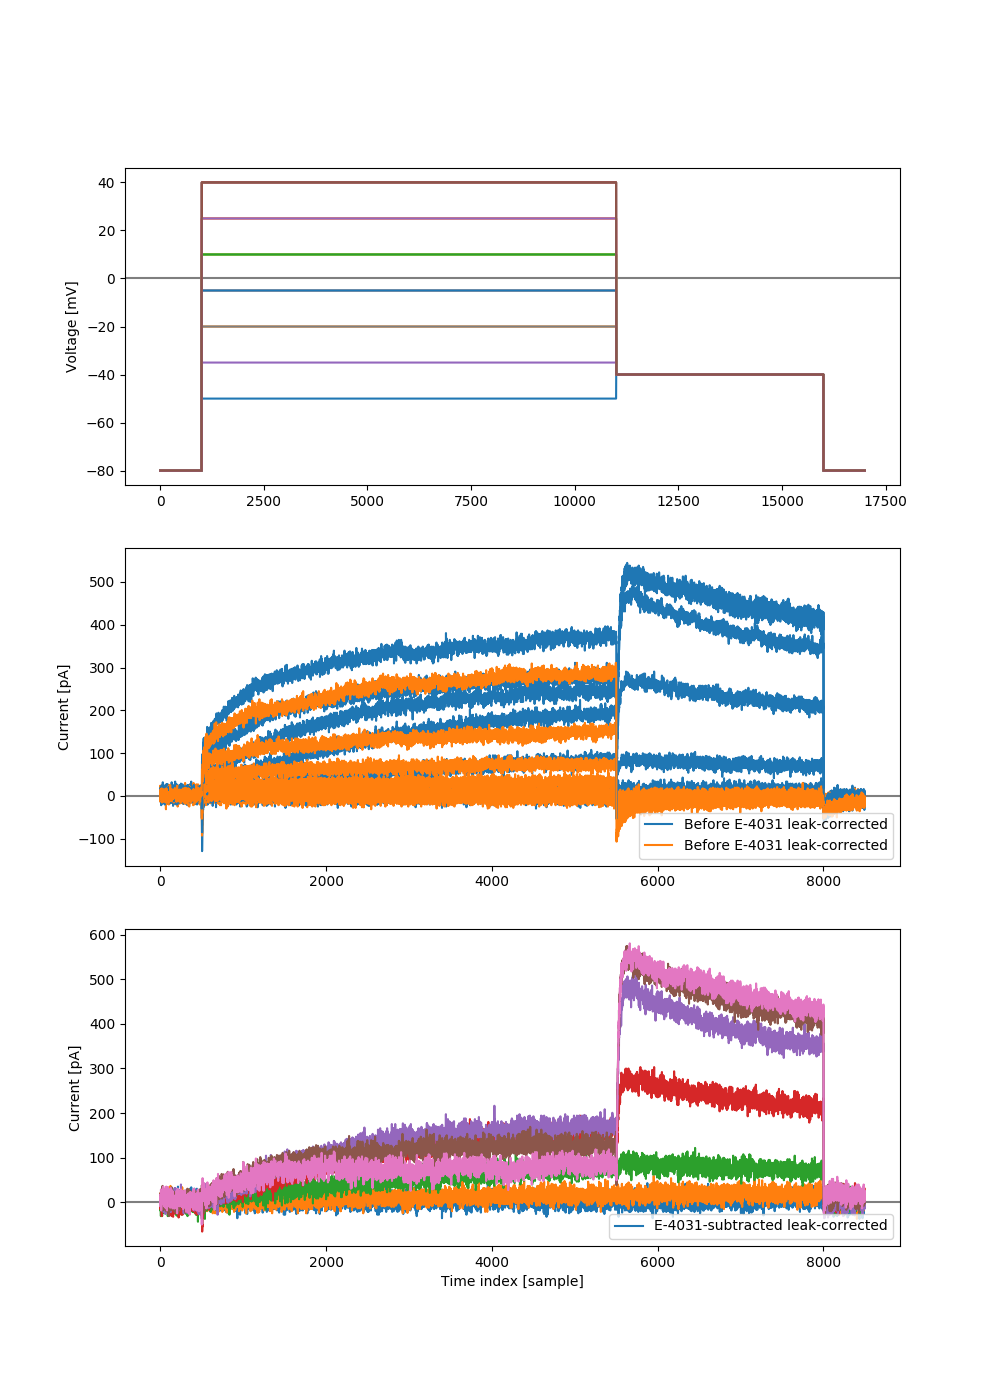 40
20
0
−20
−40
−60
−80
Voltage [mV]
0 2500 5000 7500 10000 12500 15000 17500
500
400
300
200
100
0
−100
Current [pA]
Before E-4031 leak-corrected
Before E-4031 leak-corrected
0 2000 4000 6000 8000
600
500
400
300
200
100
0
Current [pA]
E-4031-subtracted leak-corrected
0 2000 4000 6000 8000
Time index [sample]